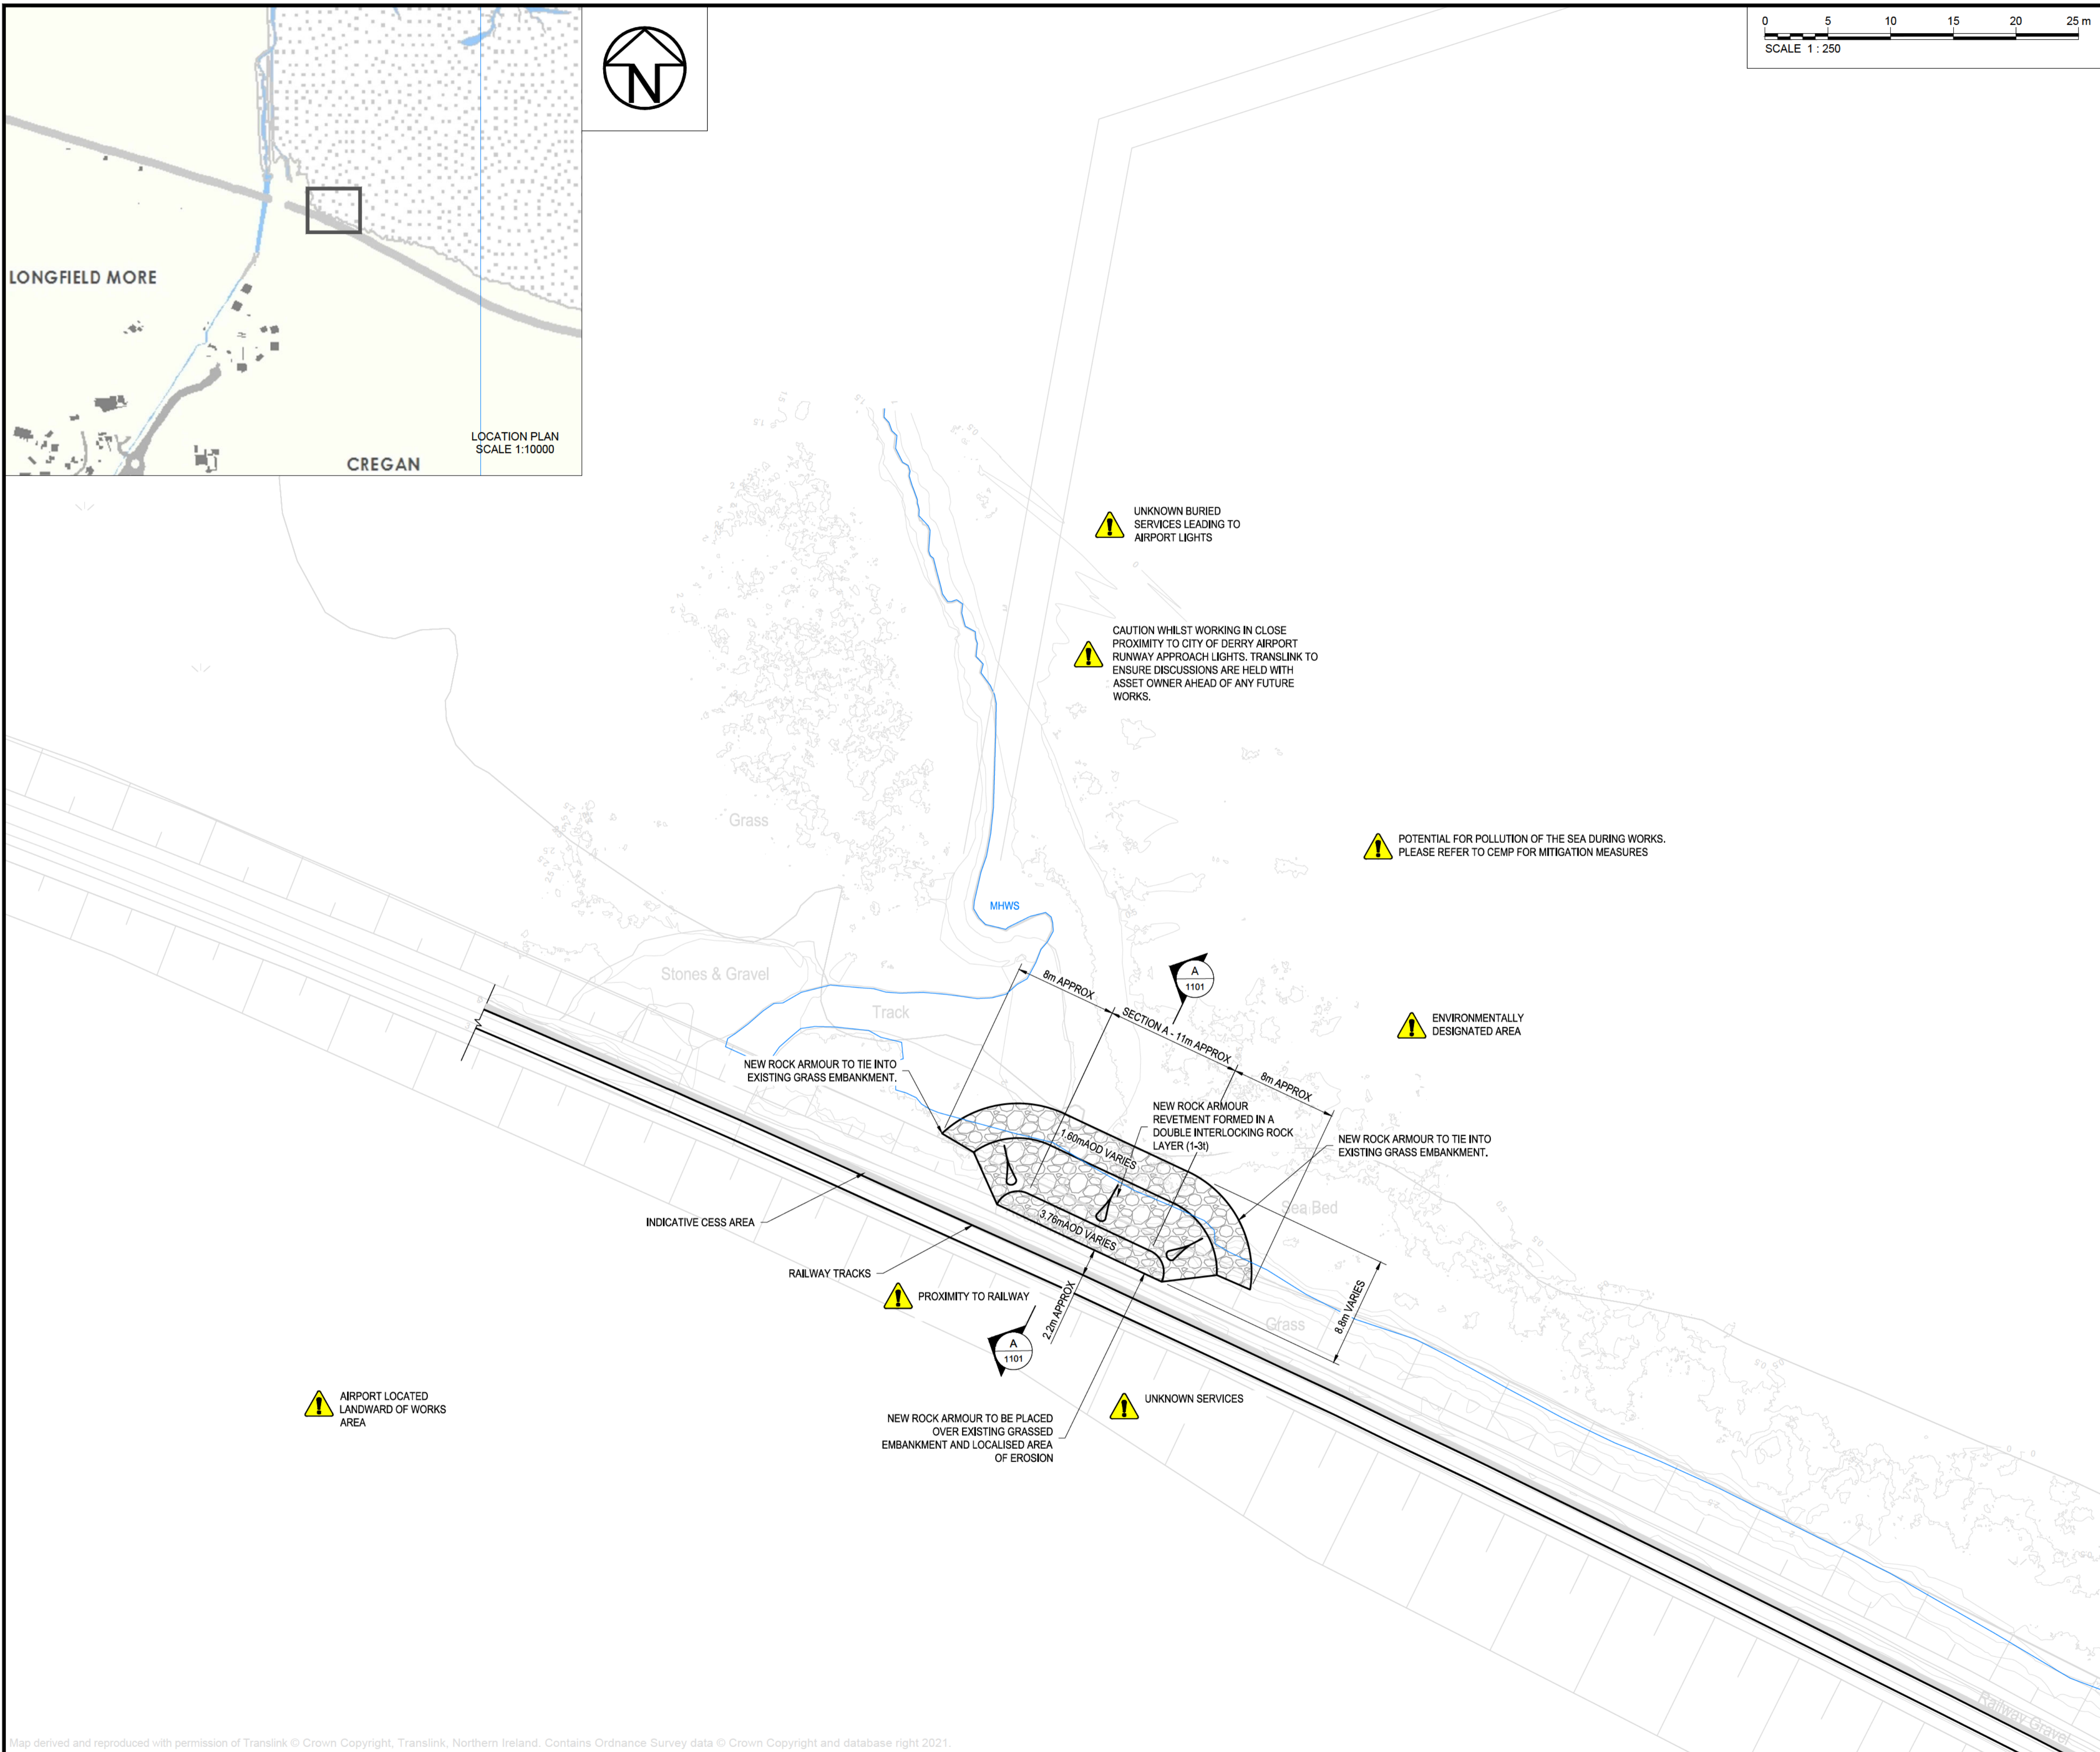 0 5 10 15 20 25 m
SCALE 1 : 250
N
LONGFIELD MORE
LOCATION PLAN
SCALE 1:10000
CREGAN
UNKNOWN BURIED
SERVICES LEADING TO
AIRPORT LIGHTS
CAUTION WHILST WORKING IN CLOSE
PROXIMITY TO CITY OF DERRY AIRPORT
RUNWAY APPROACH LIGHTS. TRANSLINK TO
ENSURE DISCUSSIONS ARE HELD WITH
ASSET OWNER AHEAD OF ANY FUTURE
WORKS.
Grass
POTENTIAL FOR POLLUTION OF THE SEA DURING WORKS.
PLEASE REFER TO CEMP FOR MITIGATION MEASURES
MHWS
Stones & Gravel
Track
8m APPROX
A
1101
SECTION A - 11m APPROX
8m APPROX
ENVIRONMENTALLY
DESIGNATED AREA
NEW ROCK ARMOUR TO TIE INTO
EXISTING GRASS EMBANKMENT.
NEW ROCK ARMOUR
REVETMENT FORMED IN A
DOUBLE INTERLOCKING ROCK
LAYER (1-3t)
NEW ROCK ARMOUR TO TIE INTO
EXISTING GRASS EMBANKMENT.
1.60mAOD VARIES
3.76mAOD VARIES
Sea Bed
INDICATIVE CESS AREA
RAILWAY TRACKS
PROXIMITY TO RAILWAY
2.2m APPROX
8.8m VARIES
Grass
A
1101
AIRPORT LOCATED
LANDWARD OF WORKS
AREA
UNKNOWN SERVICES
NEW ROCK ARMOUR TO BE PLACED
OVER EXISTING GRASSED
EMBANKMENT AND LOCALISED AREA
OF EROSION
Railway Gravel
Map derived and reproduced with permission of Translink © Crown Copyright, Translink, Northern Ireland. Contains Ordnance Survey data © Crown Copyright and database right 2021.